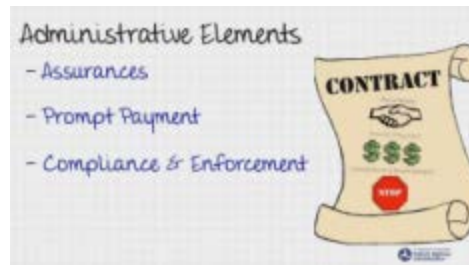 Administrative Elements
- Assurances
- Prompt Payment
- Compliance & Enforcement
CONTRACT
$$$
STOP